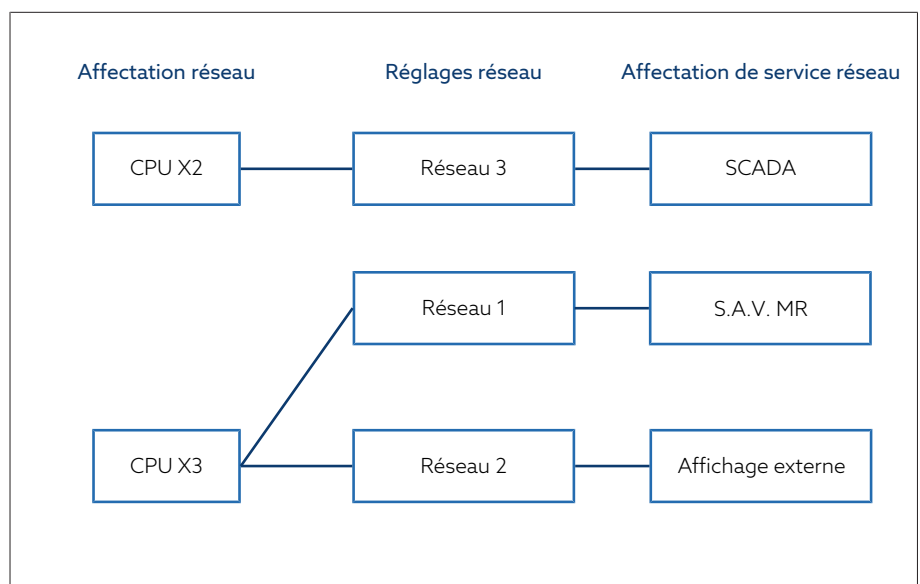 Affectation réseau Réglages réseau Affectation de service réseau
CPU X2 Réseau 3 SCADA
Réseau 1 S.A.V. MR
CPU X3 Réseau 2 Affichage externe